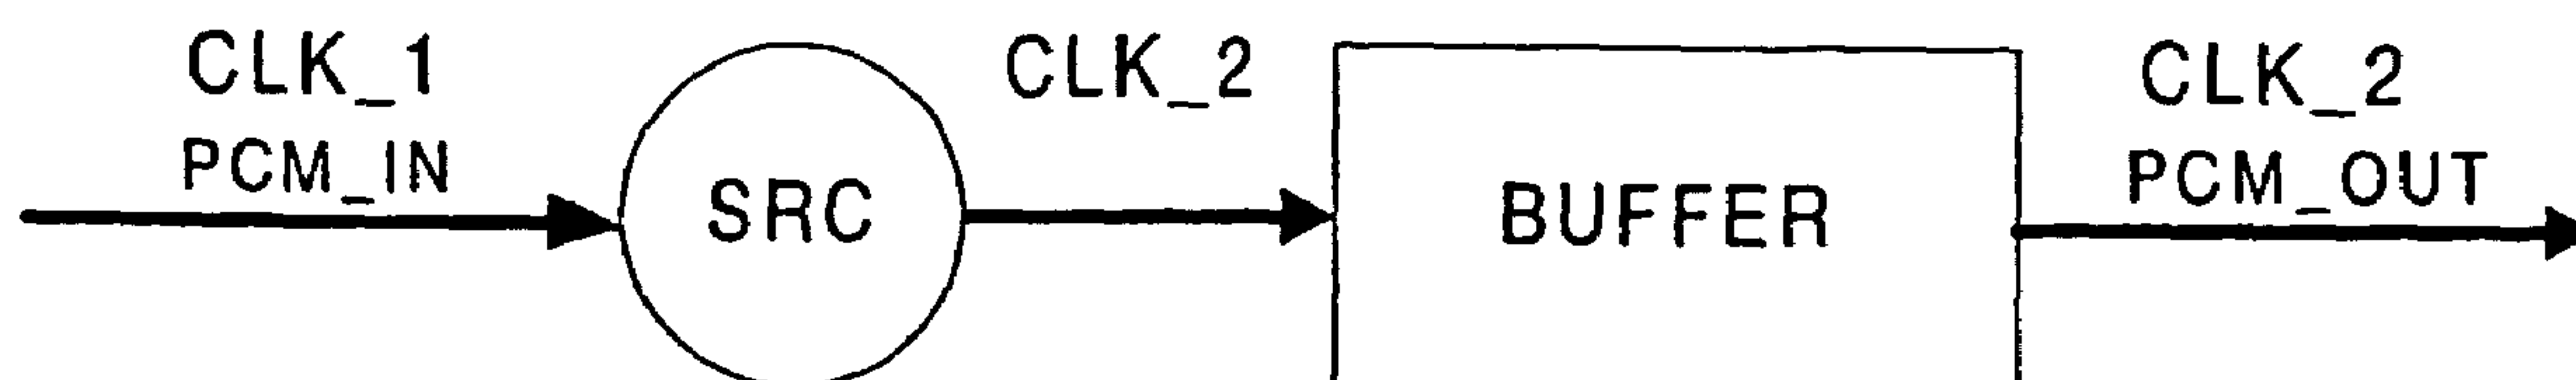 CLK_1
PCM_IN
SRC
CLK_2
BUFFER
CLK_2
PCM_OUT